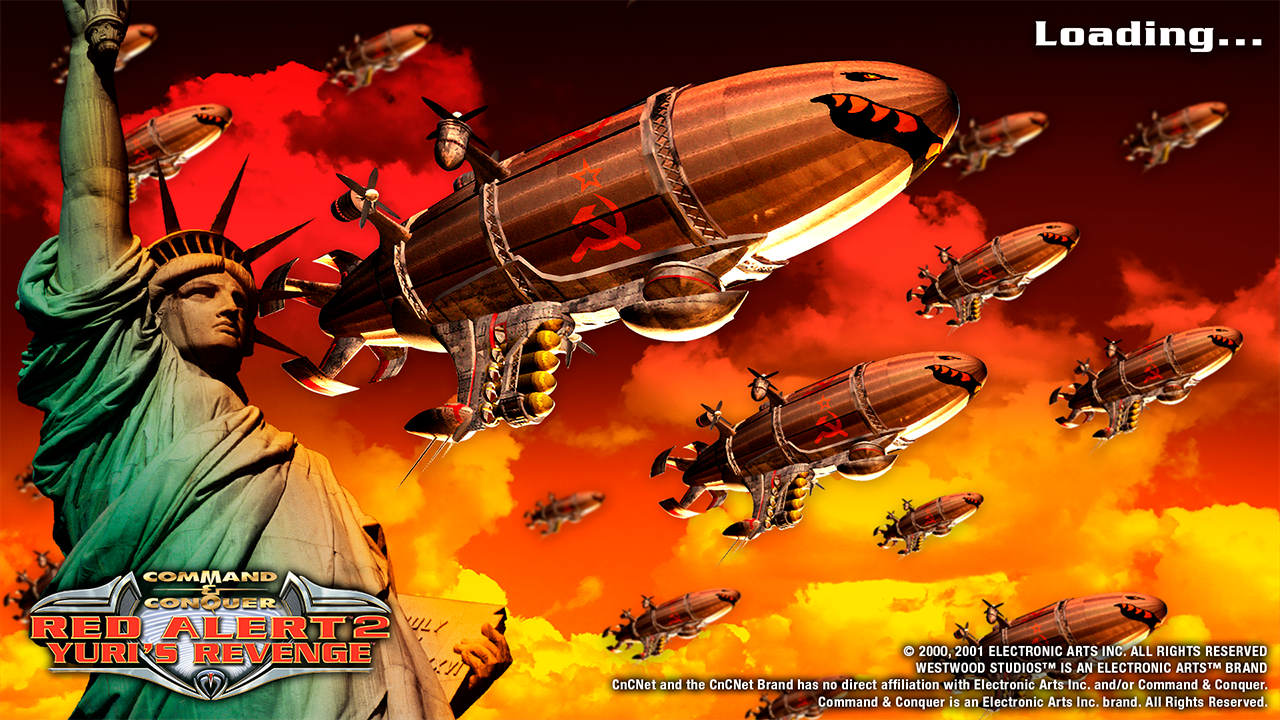 Loading...
COMMAND
&
CONQUER
RED ALERT 2
YURI'S REVENGE
© 2000, 2001 ELECTRONIC ARTS INC. ALL RIGHTS RESERVED
WESTWOOD STUDIOS™ IS AN ELECTRONIC ARTS™ BRAND
CnCNet and the CnCNet Brand has no direct affiliation with Electronic Arts Inc. and/or Command & Conquer.
Command & Conquer is an Electronic Arts Inc. brand. All Rights Reserved.